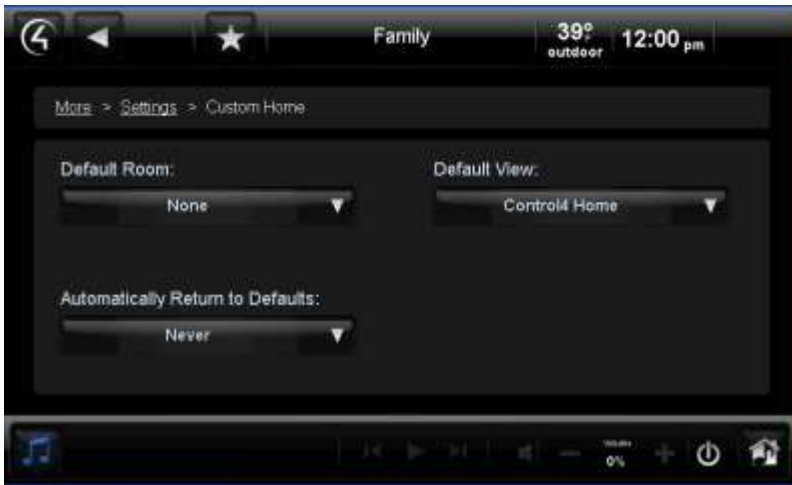 Family
39°
outdoor
12:00 pm
More > Settings > Custom Home
Default Room:
None
Default View:
Control4 Home
Automatically Return to Defaults:
Never
0%